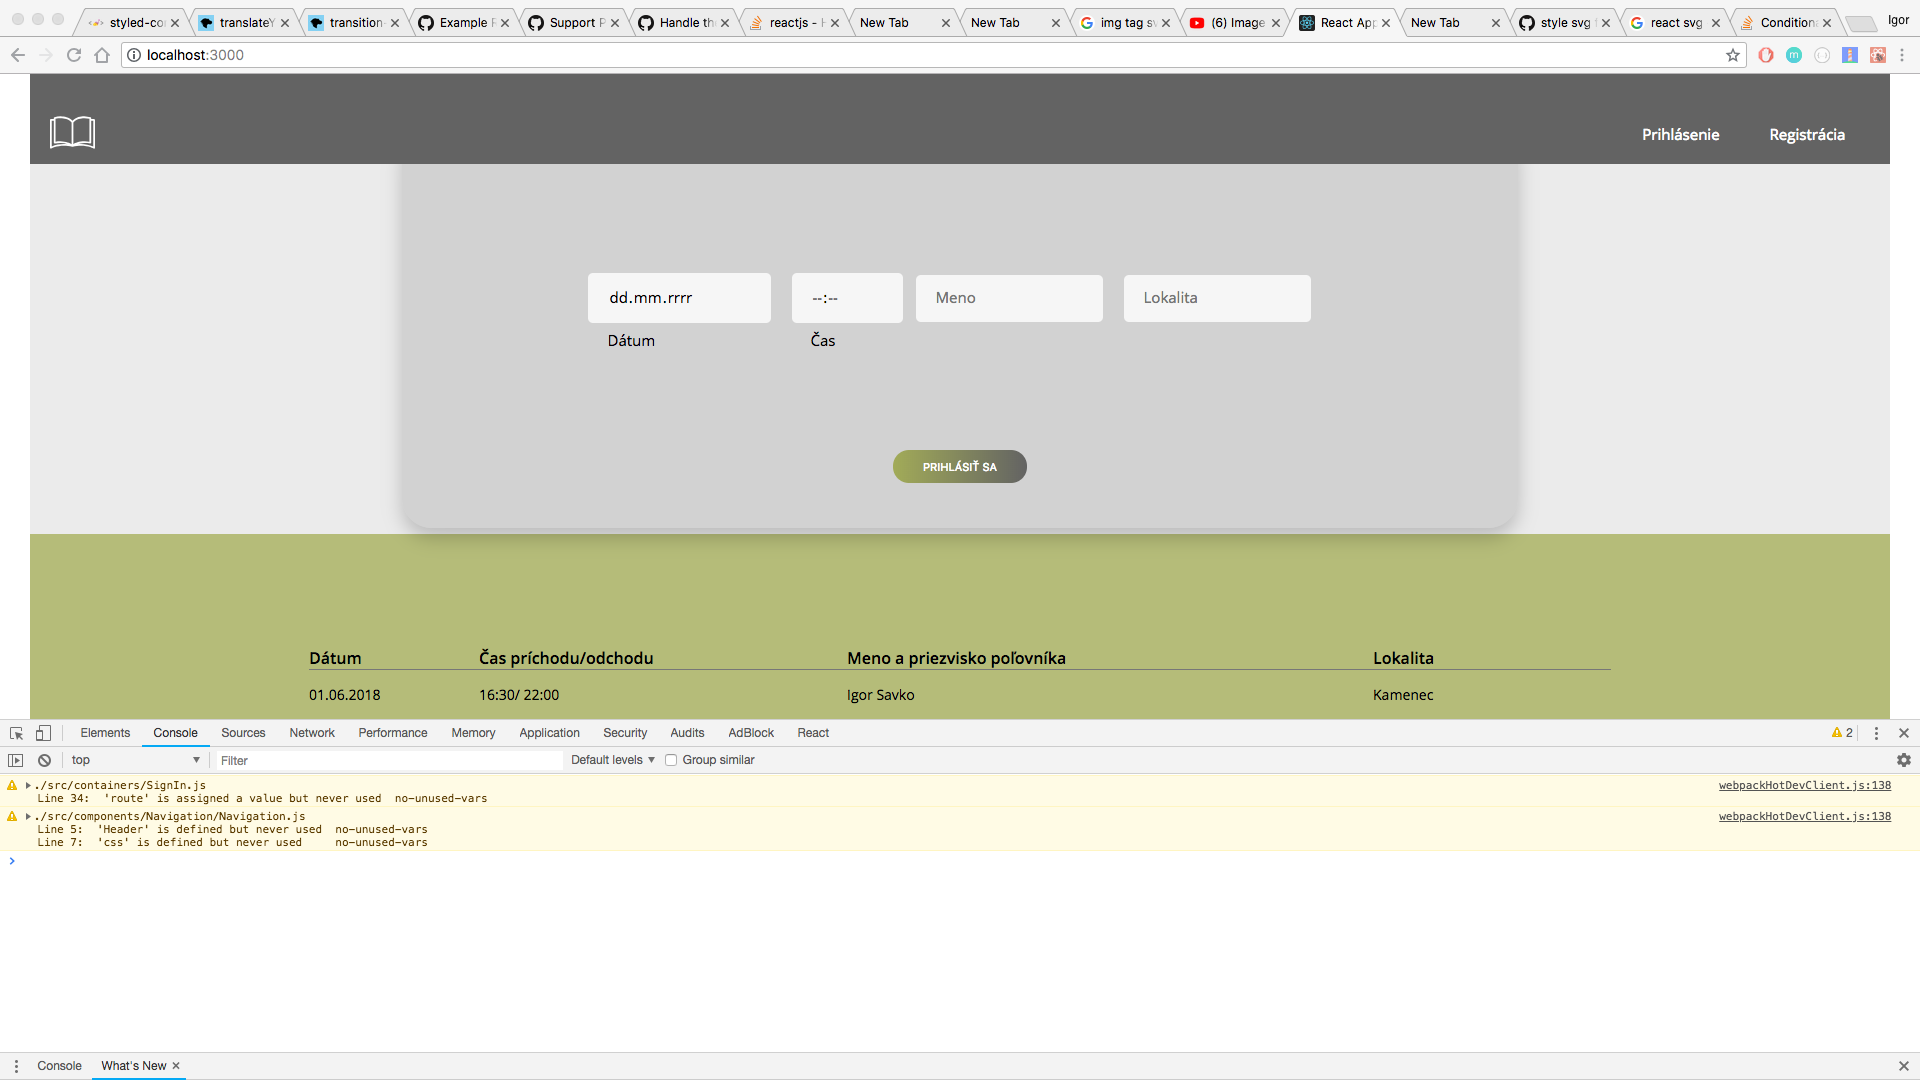 styled-co
translateY
transition-
Example R
Support P
Handle th
reactjs - H
New Tab
New Tab
img tag sv
(6) Image
React App
New Tab
style svg
react svg
Condition
Igor
localhost:3000
Prihlásenie
Registrácia
dd.mm.rrrr
--:--
Meno
Lokalita
Dátum
Čas
PRIHLÁSIŤ SA
Dátum Čas príchodu/odchodu Meno a priezvisko poľovníka Lokalita
01.06.2018 16:30/ 22:00 Igor Savko Kamenec
Elements Console Sources Network Performance Memory Application Security Audits AdBlock React 2
top Filter Default levels Group similar
./src/containers/SignIn.js webpackHotDevClient.js:138
Line 34: 'route' is assigned a value but never used no-unused-vars
./src/components/Navigation/Navigation.js webpackHotDevClient.js:138
Line 5: 'Header' is defined but never used no-unused-vars
Line 7: 'css' is defined but never used no-unused-vars
Console What's New